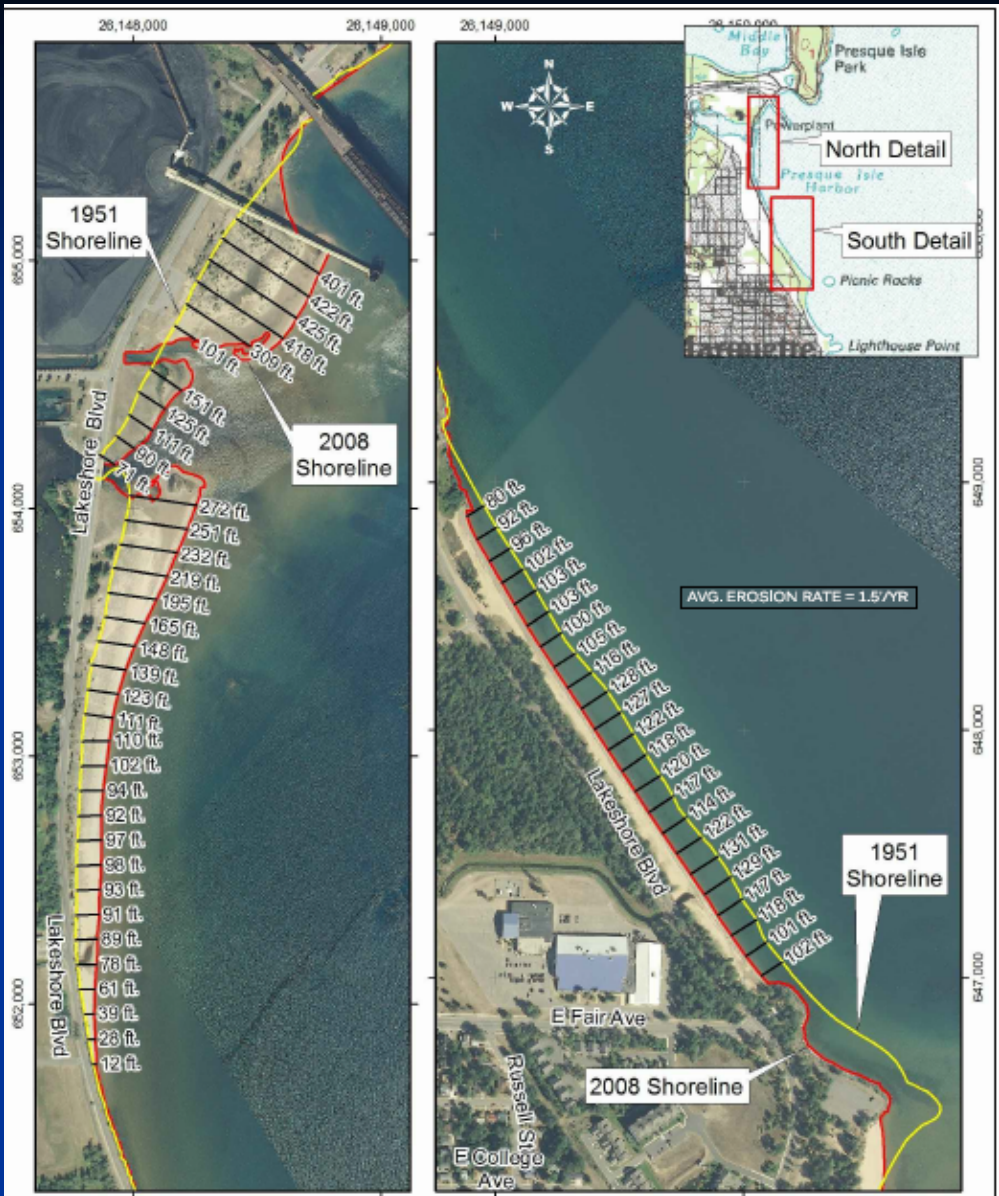 26,148,000
26,149,000
26,149,000
655,000
654,000
653,000
652,000
1951
Shoreline
401 ft.
422 ft.
425 ft.
418 ft.
309 ft.
101 ft.
151 ft.
125 ft.
111 ft.
90 ft.
71 ft.
2008
Shoreline
Lakeshore Blvd
272 ft.
251 ft.
232 ft.
219 ft.
195 ft.
165 ft.
148 ft.
139 ft.
123 ft.
111 ft.
110 ft.
102 ft.
94 ft.
92 ft.
97 ft.
98 ft.
93 ft.
91 ft.
89 ft.
78 ft.
61 ft.
39 ft.
28 ft.
12 ft.
Lakeshore Blvd
N
W E
S
Middle
Bay
Presque Isle
Park
Powerplant
North Detail
Presque Isle
Harbor
South Detail
Picnic Rocks
Lighthouse Point
649,000
648,000
647,000
80 ft.
92 ft.
95 ft.
102 ft.
103 ft.
103 ft.
100 ft.
105 ft.
116 ft.
128 ft.
127 ft.
122 ft.
118 ft.
120 ft.
117 ft.
114 ft.
122 ft.
131 ft.
129 ft.
117 ft.
118 ft.
101 ft.
102 ft.
AVG. EROSION RATE = 1.5'/YR
Lakeshore Blvd
1951
Shoreline
E Fair Ave
2008 Shoreline
Russell St
E College
Ave